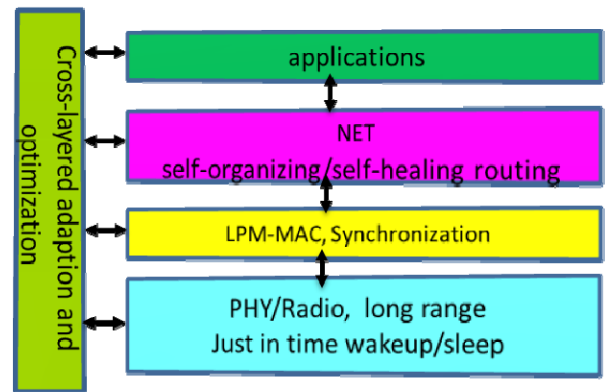 Cross-layered adaption and
optimization
applications
NET
self-organizing/self-healing routing
LPM-MAC, Synchronization
PHY/Radio, long range
Just in time wakeup/sleep